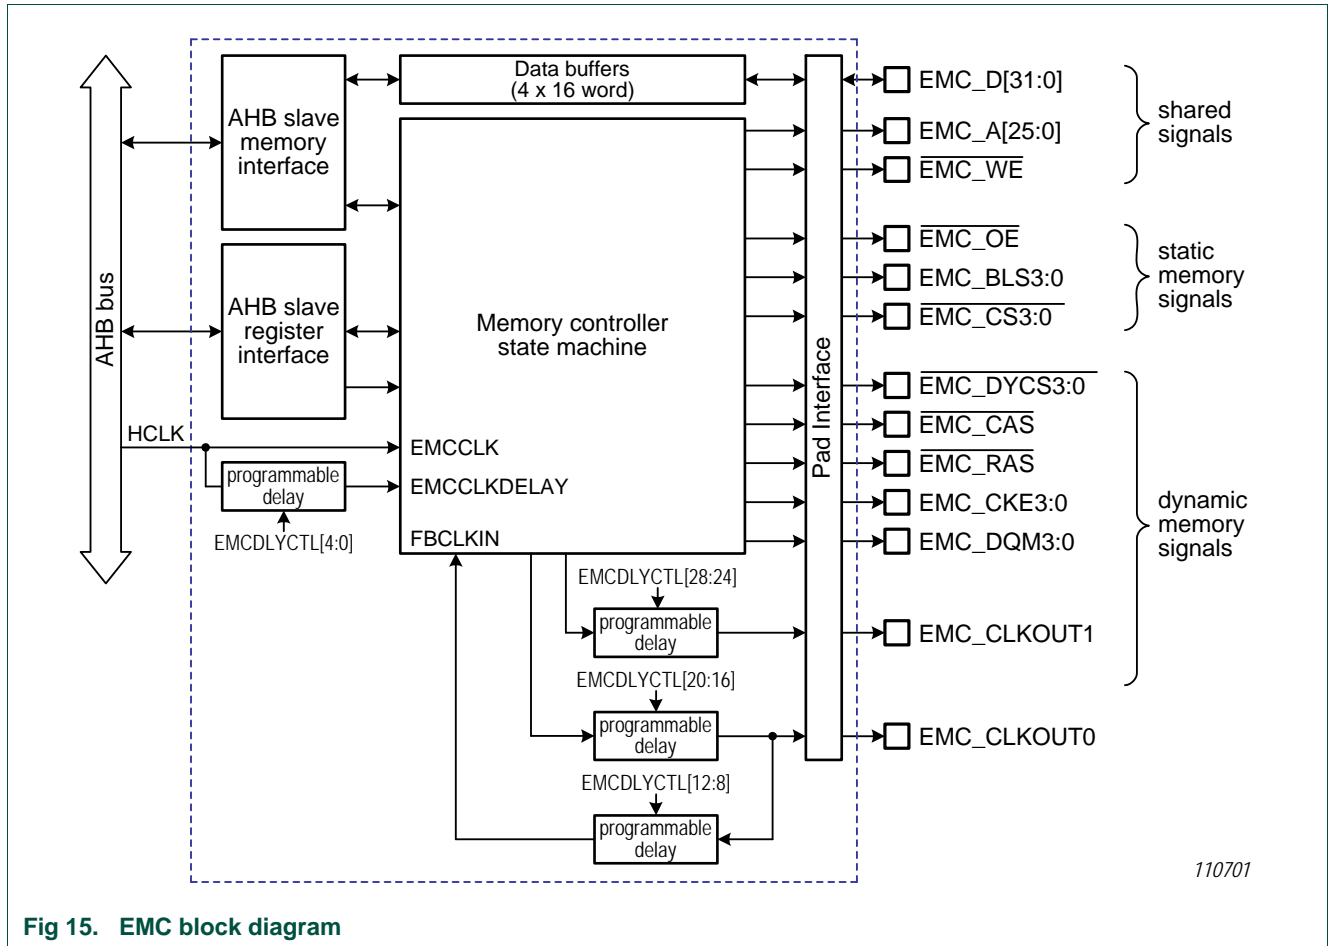 Data buffers
(4 x 16 word)
AHB slave
memory
interface
AHB slave
register
interface
AHB bus
Memory controller
state machine
HCLK
EMCCLK
programmable
delay
EMCCLKDELAY
EMCDLYCTL[4:0]
FBCLKIN
EMCDLYCTL[28:24]
programmable
delay
EMCDLYCTL[20:16]
programmable
delay
EMCDLYCTL[12:8]
programmable
delay
Pad Interface
EMC_D[31:0]
EMC_A[25:0]
EMC_WE
shared
signals
EMC_OE
EMC_BLS3:0
EMC_CS3:0
static
memory
signals
EMC_DYCS3:0
EMC_CAS
EMC_RAS
EMC_CKE3:0
EMC_DQM3:0
EMC_CLKOUT1
dynamic
memory
signals
EMC_CLKOUT0
110701
Fig 15. EMC block diagram